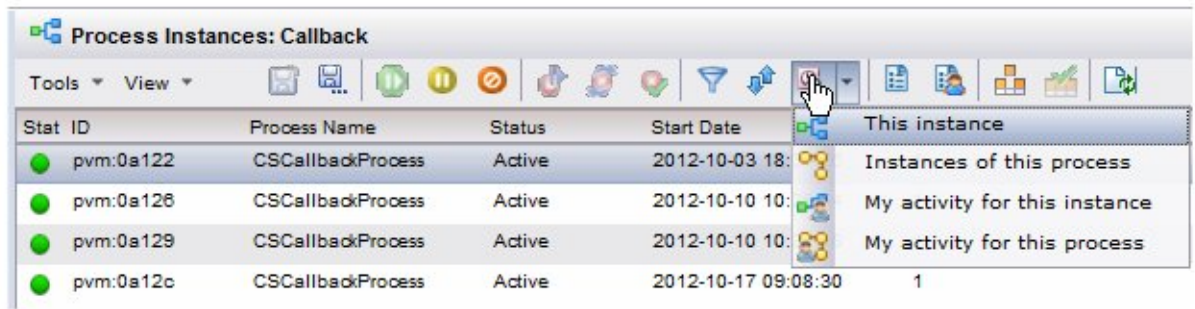 Process Instances: Callback
Tools View
Stat ID Process Name Status Start Date
This instance
pvm:0a122 CSCallbackProcess Active 2012-10-03 18:
Instances of this process
pvm:0a126 CSCallbackProcess Active 2012-10-10 10:
My activity for this instance
pvm:0a129 CSCallbackProcess Active 2012-10-10 10:
My activity for this process
pvm:0a12c CSCallbackProcess Active 2012-10-17 09:08:30 1